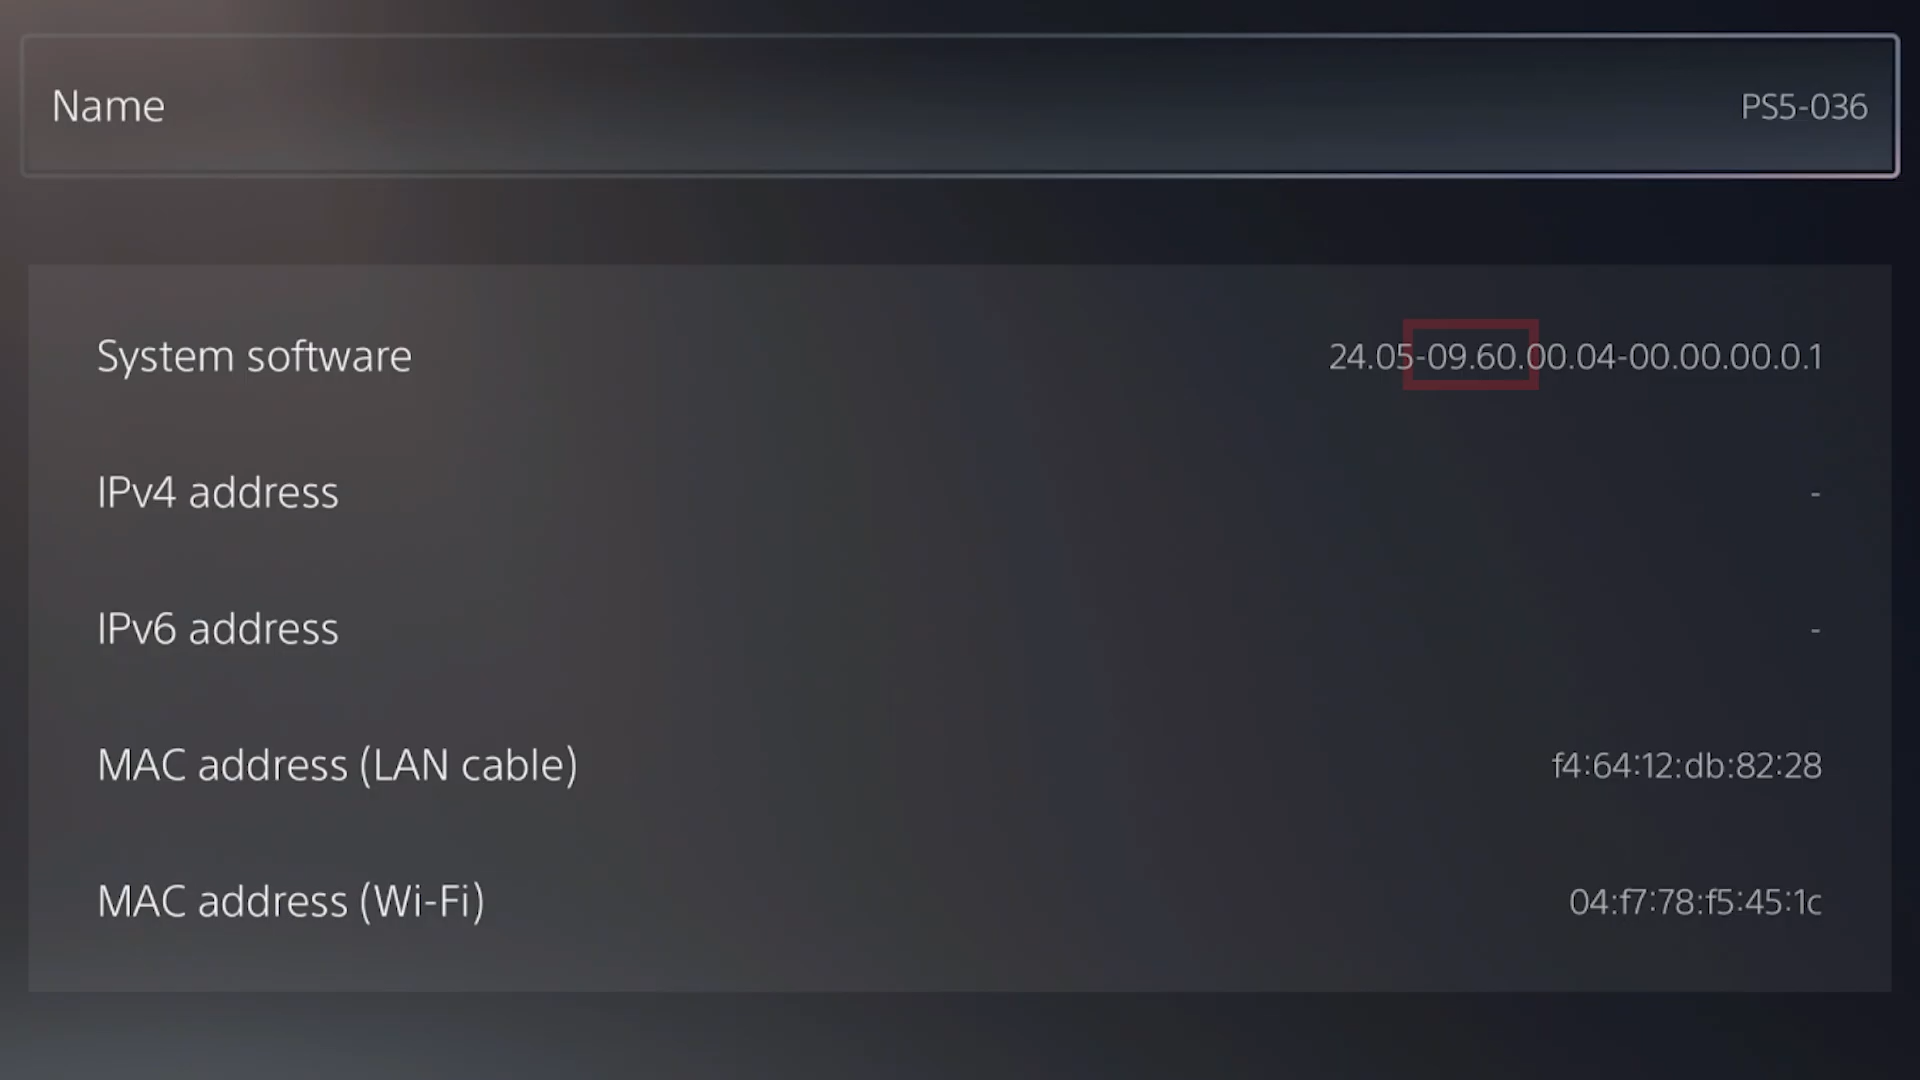 Name PS5-036
System software 24.05-09.60.00.04-00.00.00.0.1
IPv4 address -
IPv6 address -
MAC address (LAN cable) f4:64:12:db:82:28
MAC address (Wi-Fi) 04:f7:78:f5:45:1c